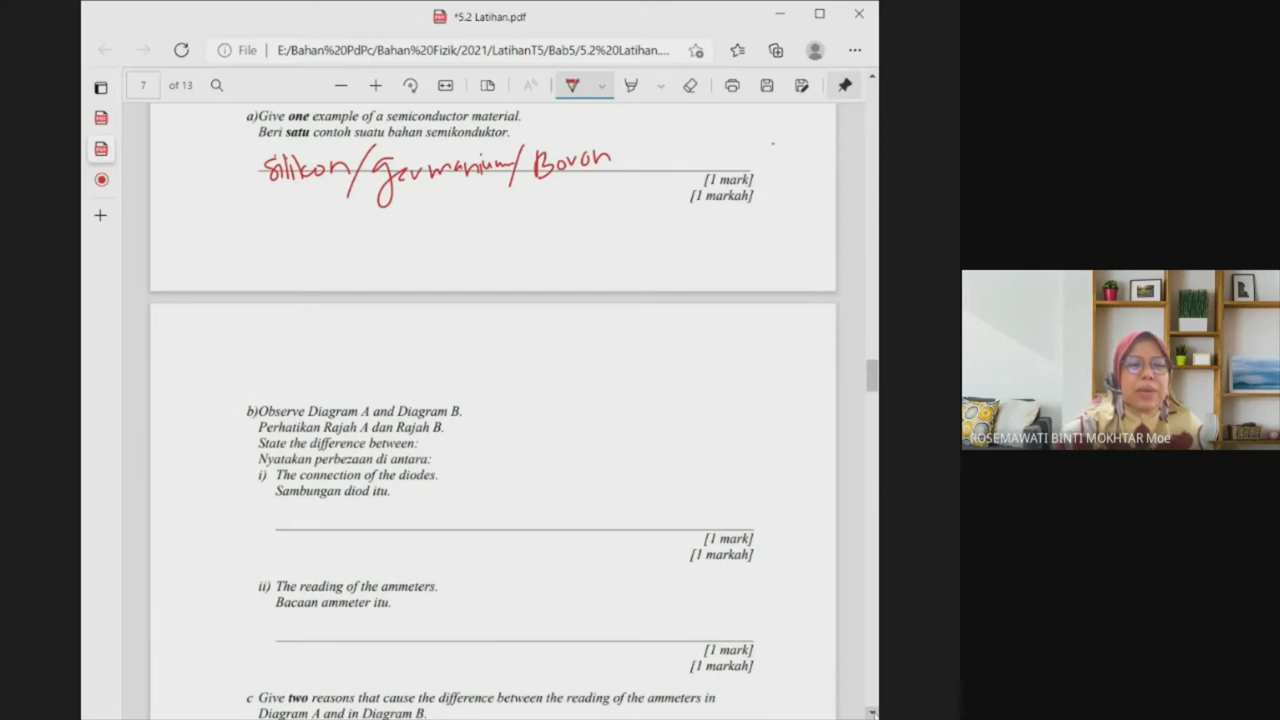 *5.2 Latihan.pdf
File E:/Bahan%20PdPc/Bahan%20Fizik/2021/LatihanT5/Bab5/5.2%20Latihan....
7 of 13
a)Give one example of a semiconductor material.
Beri satu contoh suatu bahan semikonduktor.
Silikon/Germanium/Boron
[1 mark]
[1 markah]
b)Observe Diagram A and Diagram B.
Perhatikan Rajah A dan Rajah B.
State the difference between:
Nyatakan perbezaan di antara:
i) The connection of the diodes.
Sambungan diod itu.
[1 mark]
[1 markah]
ii) The reading of the ammeters.
Bacaan ammeter itu.
[1 mark]
[1 markah]
c Give two reasons that cause the difference between the reading of the ammeters in
Diagram A and in Diagram B.
ROSEMAWATI BINTI MOKHTAR Moe